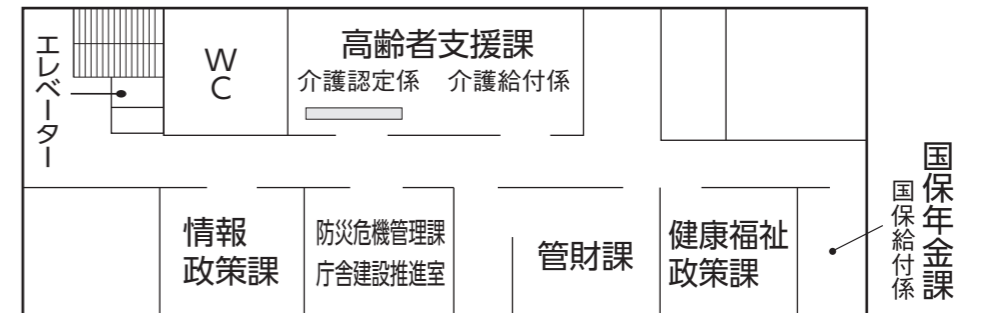 エレベーター
WC
高齢者支援課
介護認定係 介護給付係
情報
政策課
防災危機管理課
庁舎建設推進室
管財課
健康福祉
政策課
国保年金課
国保給付係